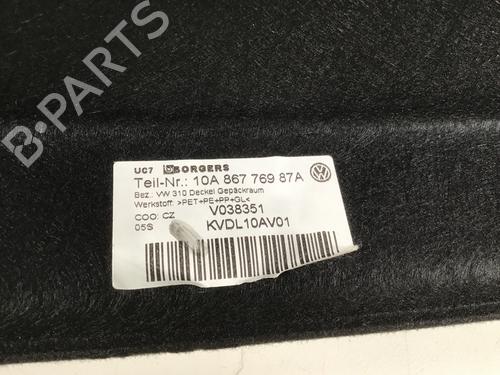 UC7 BORGERS
Teil-Nr.: 10A 867 769 87A
Bez.: VW 310 Deckel Gepäckraum
Werkstoff: >PET+PE+PP+GL<
COO: CZ V038351
05S KVDL10AV01
B-PARTS